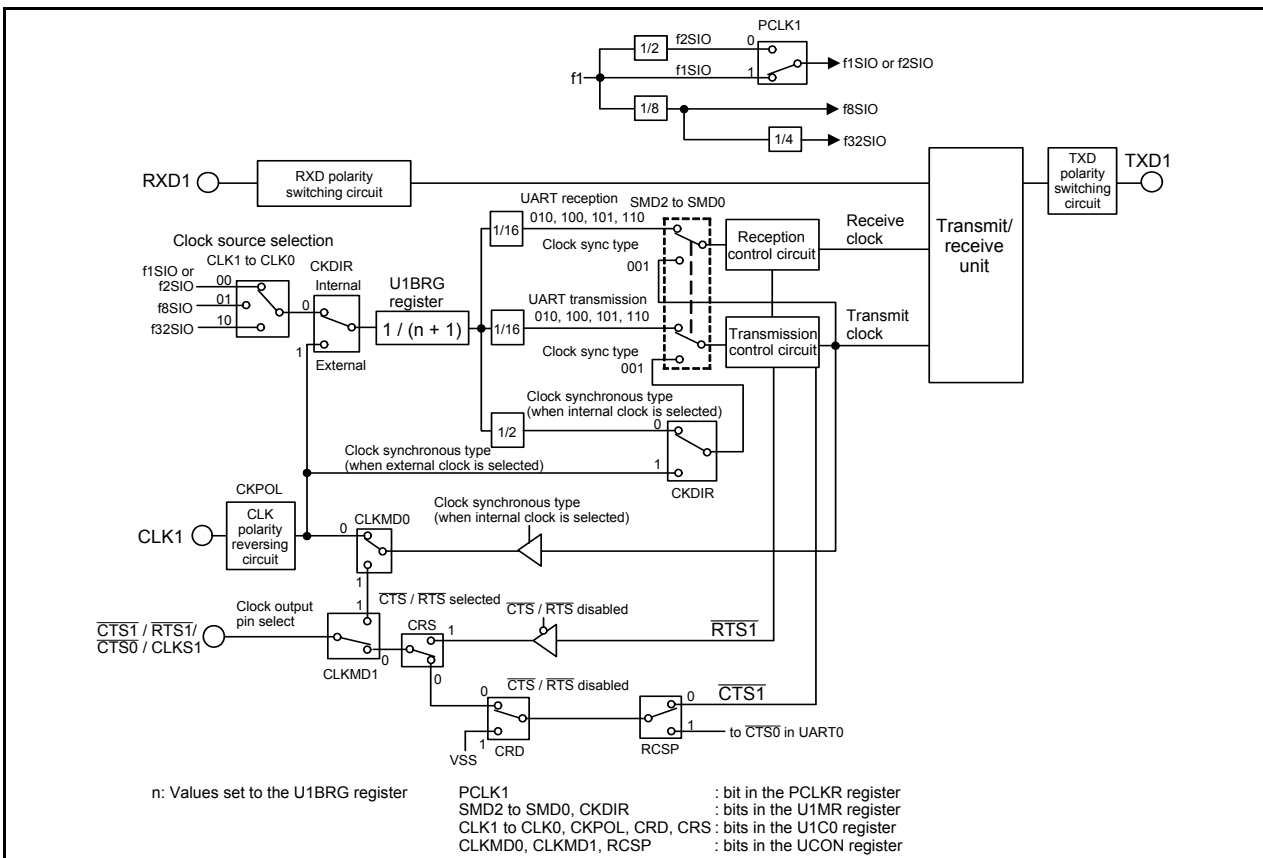 PCLK1
1/2
f2SIO
0
f1
f1SIO
1
f1SIO or f2SIO
1/8
f8SIO
1/4
f32SIO
RXD1
RXD polarity
switching circuit
TXD
polarity
switching
circuit
TXD1
UART reception
010, 100, 101, 110
SMD2 to SMD0
1/16
Clock sync type
001
Reception
control circuit
Receive
clock
Transmit/
receive
unit
Clock source selection
CLK1 to CLK0
CKDIR
Internal
f1SIO or
f2SIO
00
f8SIO
01
f32SIO
10
0
1
External
U1BRG
register
1 / (n + 1)
UART transmission
010, 100, 101, 110
1/16
Clock sync type
001
Transmission
control circuit
Transmit
clock
Clock synchronous type
(when internal clock is selected)
1/2
0
Clock synchronous type
(when external clock is selected)
1
CKDIR
CKPOL
CLK1
CLK
polarity
reversing
circuit
CLKMD0
0
1
Clock synchronous type
(when internal clock is selected)
CTS1 / RTS1/
CTS0 / CLKS1
Clock output
pin select
1
0
CLKMD1
CTS / RTS selected
CRS
1
0
CTS / RTS disabled
RTS1
CTS / RTS disabled
0
1
VSS
CRD
0
1
RCSP
CTS1
to CTS0 in UART0
n: Values set to the U1BRG register
PCLK1 : bit in the PCLKR register
SMD2 to SMD0, CKDIR : bits in the U1MR register
CLK1 to CLK0, CKPOL, CRD, CRS : bits in the U1C0 register
CLKMD0, CLKMD1, RCSP : bits in the UCON register